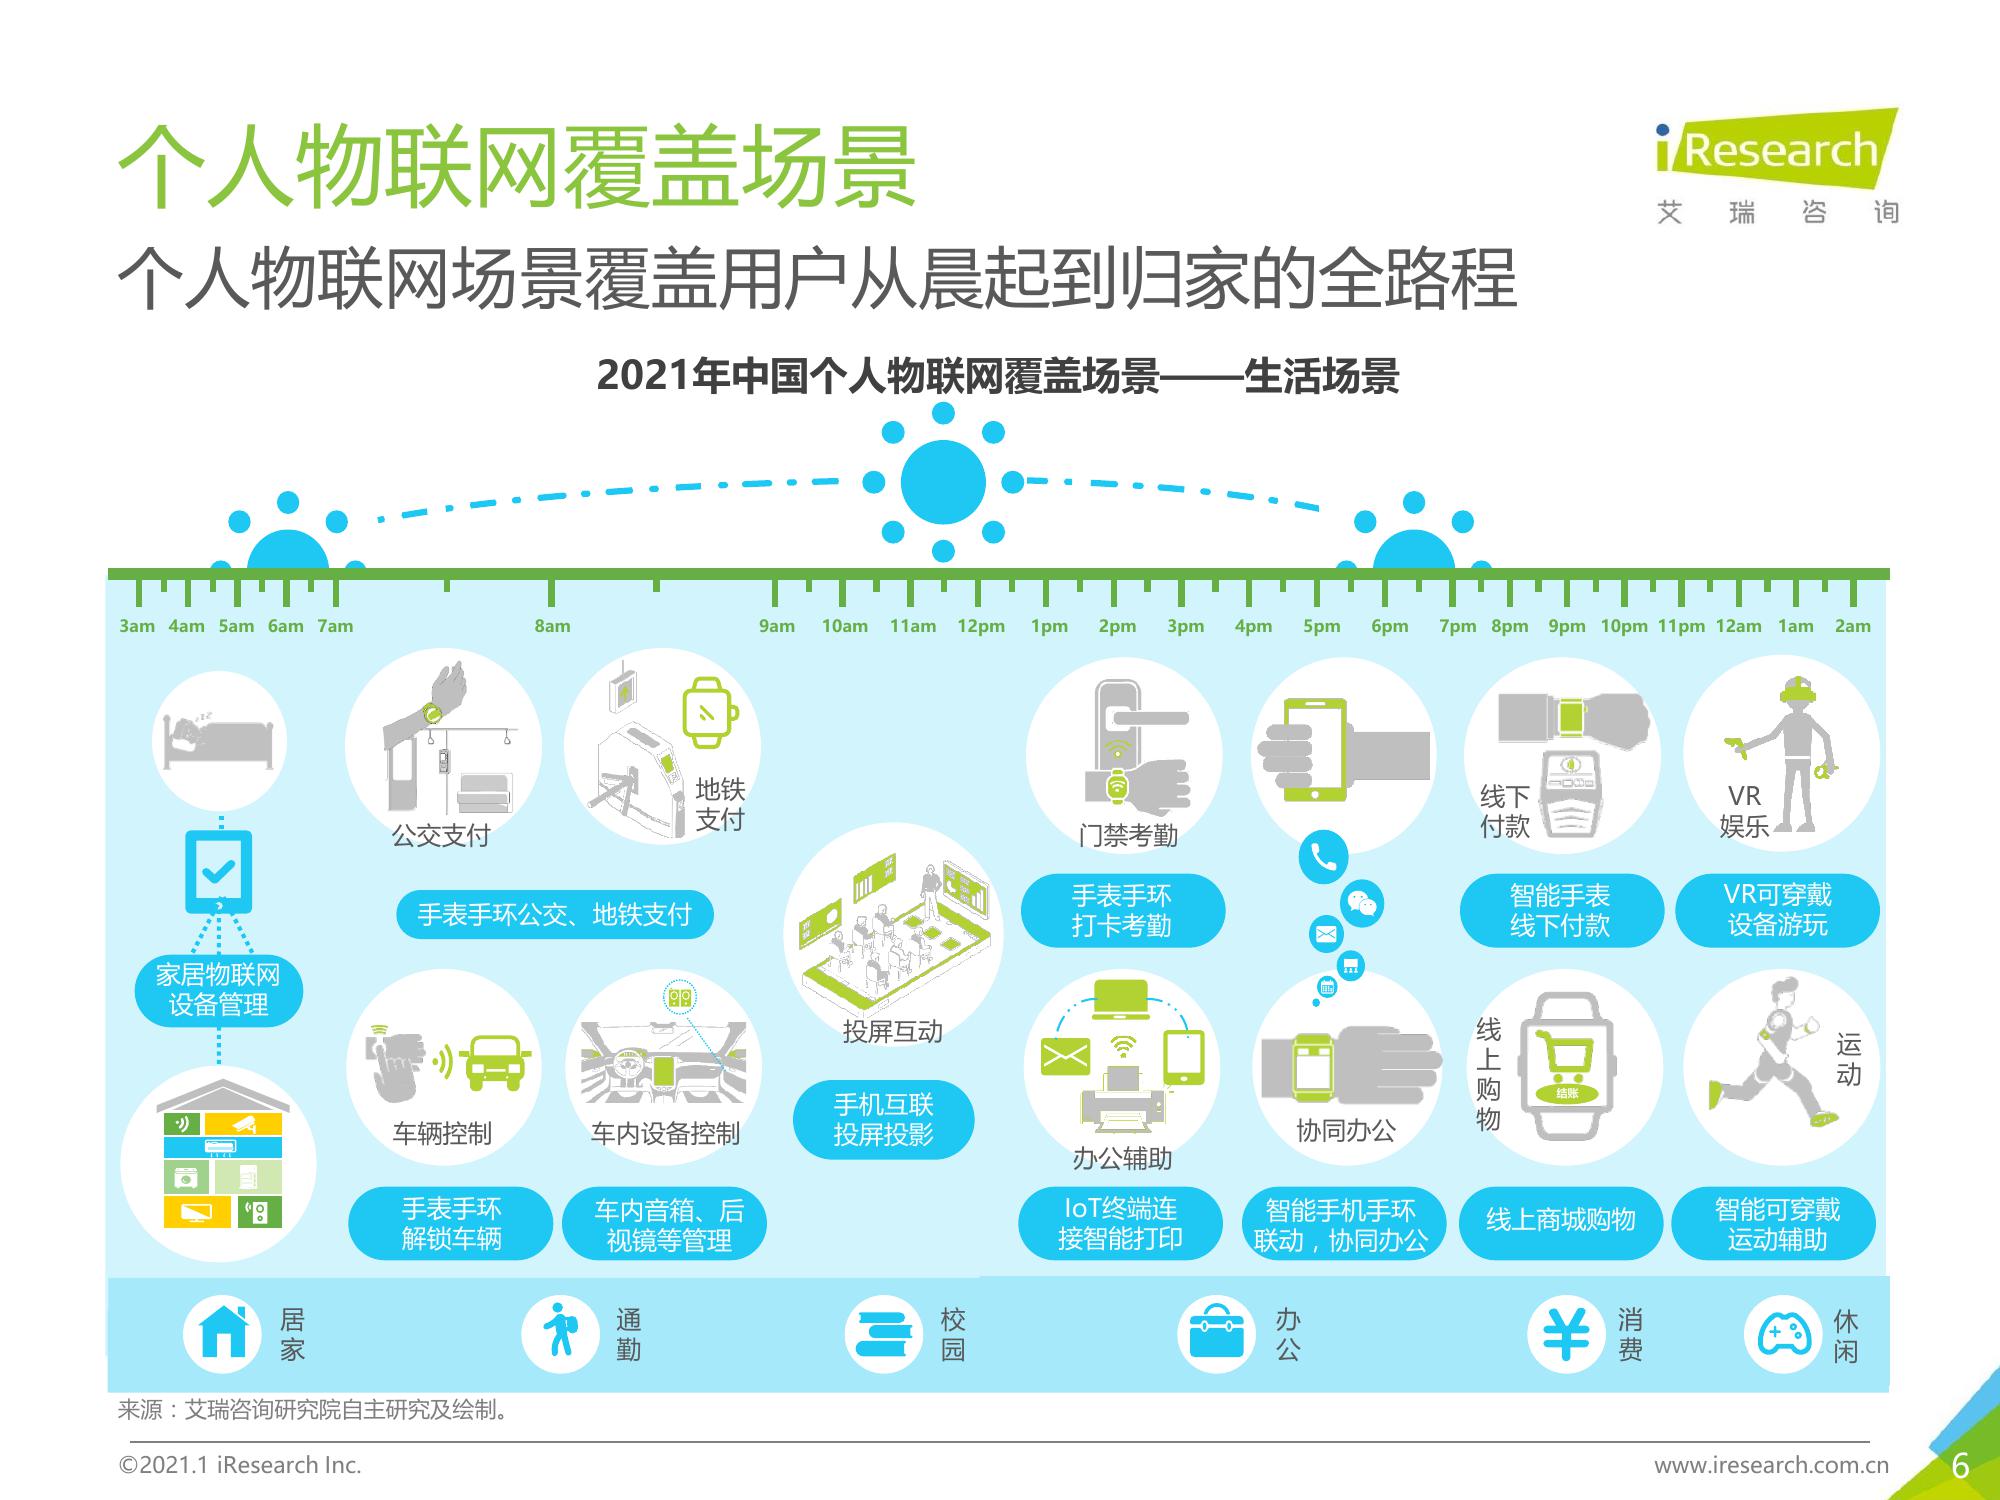 个人物联网覆盖场景
iResearch
艾瑞咨询
个人物联网场景覆盖用户从晨起到归家的全路程
2021年中国个人物联网覆盖场景——生活场景
3am 4am 5am 6am 7am 8am 9am 10am 11am 12pm 1pm 2pm 3pm 4pm 5pm 6pm 7pm 8pm 9pm 10pm 11pm 12am 1am 2am
家居物联网
设备管理
公交支付
地铁
支付
手表手环公交、地铁支付
车辆控制
车内设备控制
手表手环
解锁车辆
车内音箱、后
视镜等管理
投屏互动
手机互联
投屏投影
门禁考勤
手表手环
打卡考勤
办公辅助
IoT终端连
接智能打印
协同办公
智能手机手环
联动，协同办公
线下
付款
智能手表
线下付款
线上购物
结账
线上商城购物
VR
娱乐
VR可穿戴
设备游玩
运动
智能可穿戴
运动辅助
居家
通勤
校园
办公
消费
休闲
来源：艾瑞咨询研究院自主研究及绘制。
©2021.1 iResearch Inc.
www.iresearch.com.cn
6